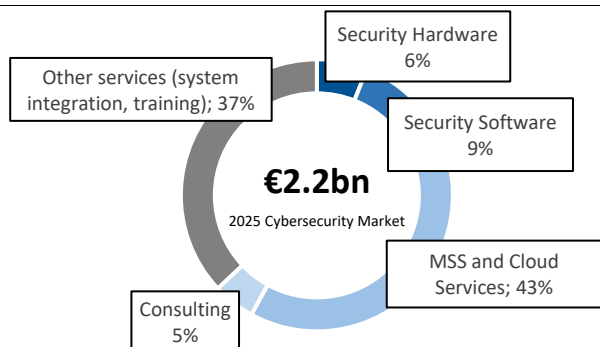 Security Hardware
6%
Other services (system
integration, training); 37%
Security Software
9%
€2.2bn
2025 Cybersecurity Market
MSS and Cloud
Services; 43%
Consulting
5%